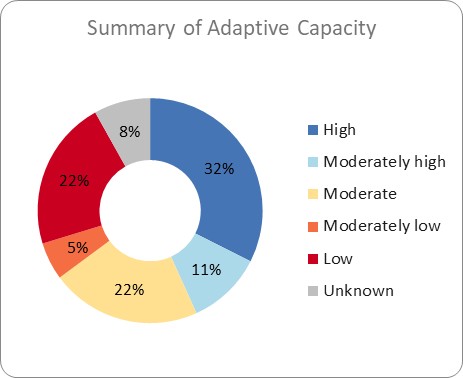 Summary of Adaptive Capacity
8%
32%
22%
5%
11%
22%
High
Moderately high
Moderate
Moderately low
Low
Unknown